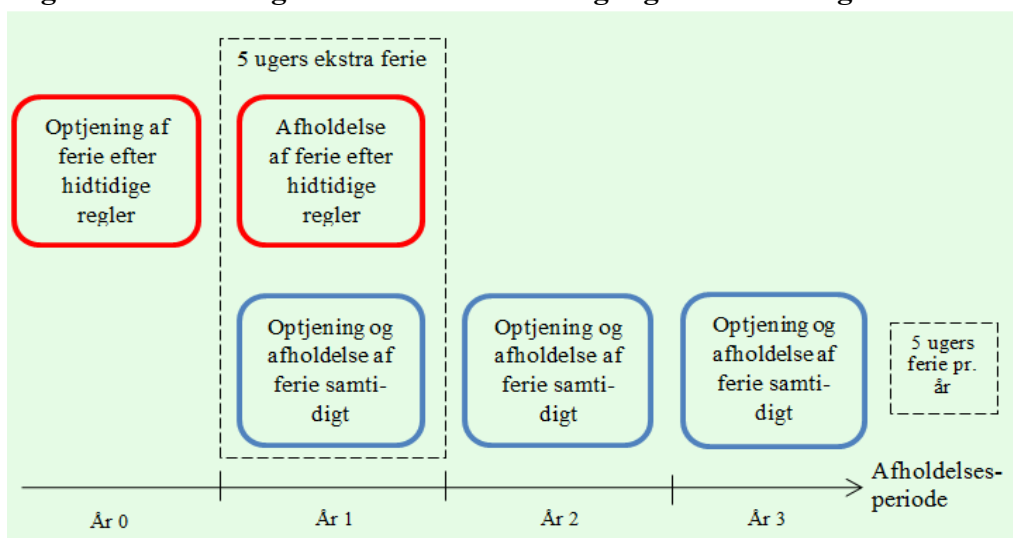 5 ugers ekstra ferie
Optjening af
ferie efter
hidtidige
regler
Afholdelse
af ferie efter
hidtidige
regler
Optjening og
afholdelse af
ferie samti-
digt
Optjening og
afholdelse af
ferie samti-
digt
Optjening og
afholdelse af
ferie samti-
digt
5 ugers
ferie pr.
år
Afholdelses-
periode
År 0
År 1
År 2
År 3